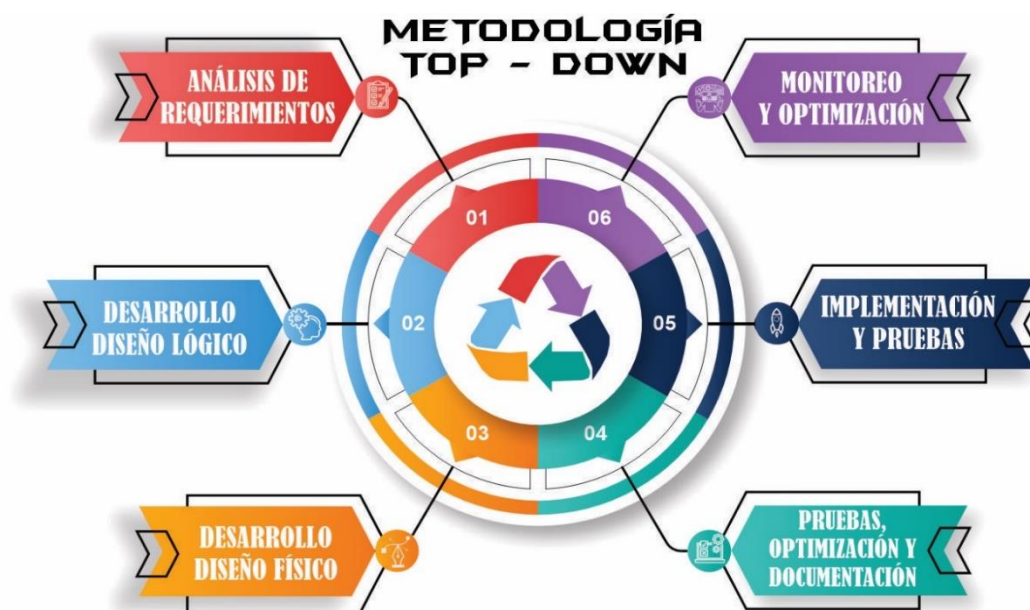 METODOLOGÍA
TOP - DOWN
ANÁLISIS DE
REQUERIMIENTOS
MONITOREO
Y OPTIMIZACIÓN
01
06
DESARROLLO
DISEÑO LÓGICO
02
05
IMPLEMENTACIÓN
Y PRUEBAS
03
04
DESARROLLO
DISEÑO FÍSICO
PRUEBAS,
OPTIMIZACIÓN Y
DOCUMENTACIÓN